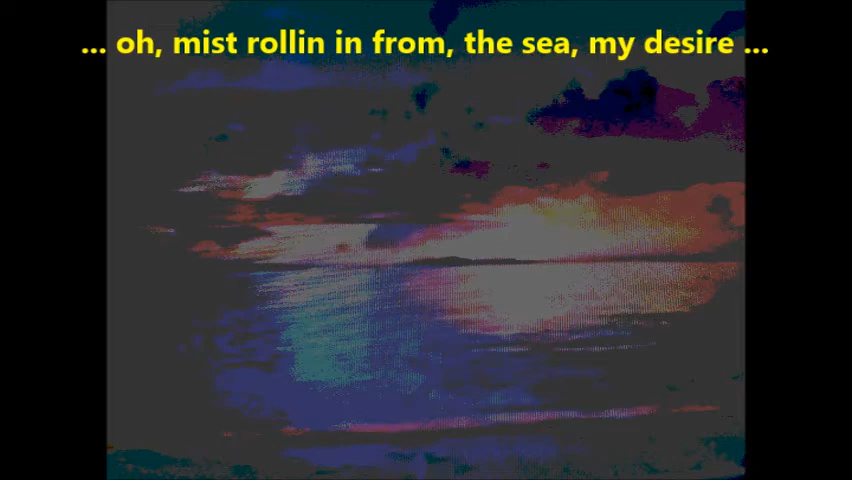 ... oh, mist rollin in from, the sea, my desire ...